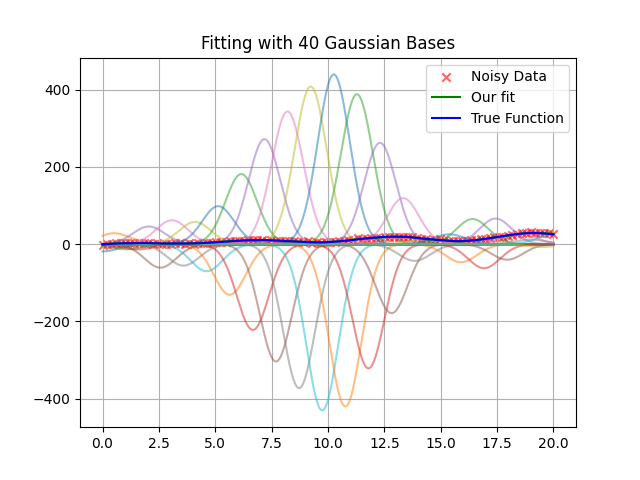 Fitting with 40 Gaussian Bases
Noisy Data
Our fit
True Function
400
200
0
−200
−400
0.0 2.5 5.0 7.5 10.0 12.5 15.0 17.5 20.0